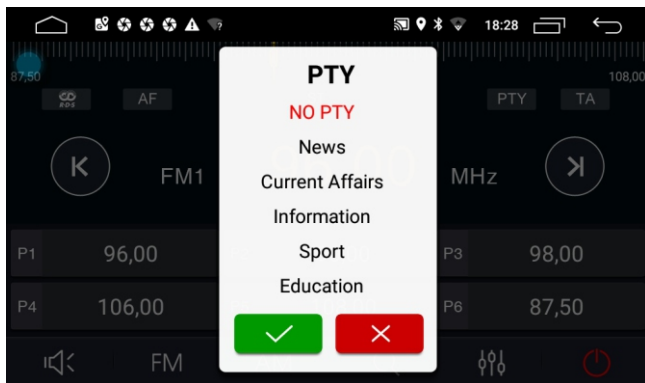 18:28
87,50
108,00
AF
PTY
TA
FM1
MHz
PTY
NO PTY
News
Current Affairs
Information
Sport
Education
P1 96,00
P3 98,00
P4 106,00
P6 87,50
FM